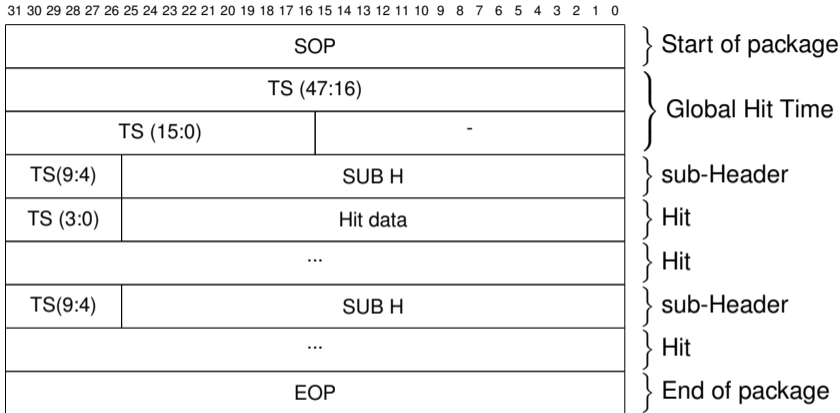 31 30 29 28 27 26 25 24 23 22 21 20 19 18 17 16 15 14 13 12 11 10 9 8 7 6 5 4 3 2 1 0
SOP } Start of package
TS (47:16)
} Global Hit Time
TS (15:0) -
TS(9:4) SUB H } sub-Header
TS (3:0) Hit data } Hit
... } Hit
TS(9:4) SUB H } sub-Header
... } Hit
EOP } End of package